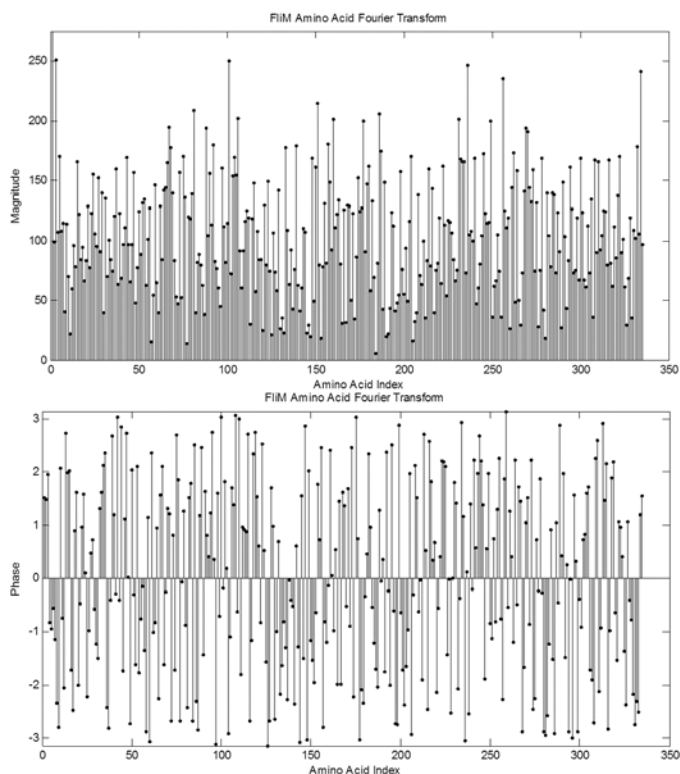 FliM Amino Acid Fourier Transform
250
200
150
100
50
0
Magnitude
0 50 100 150 200 250 300 350
Amino Acid Index
FliM Amino Acid Fourier Transform
3
2
1
0
-1
-2
-3
Phase
0 50 100 150 200 250 300 350
Amino Acid Index